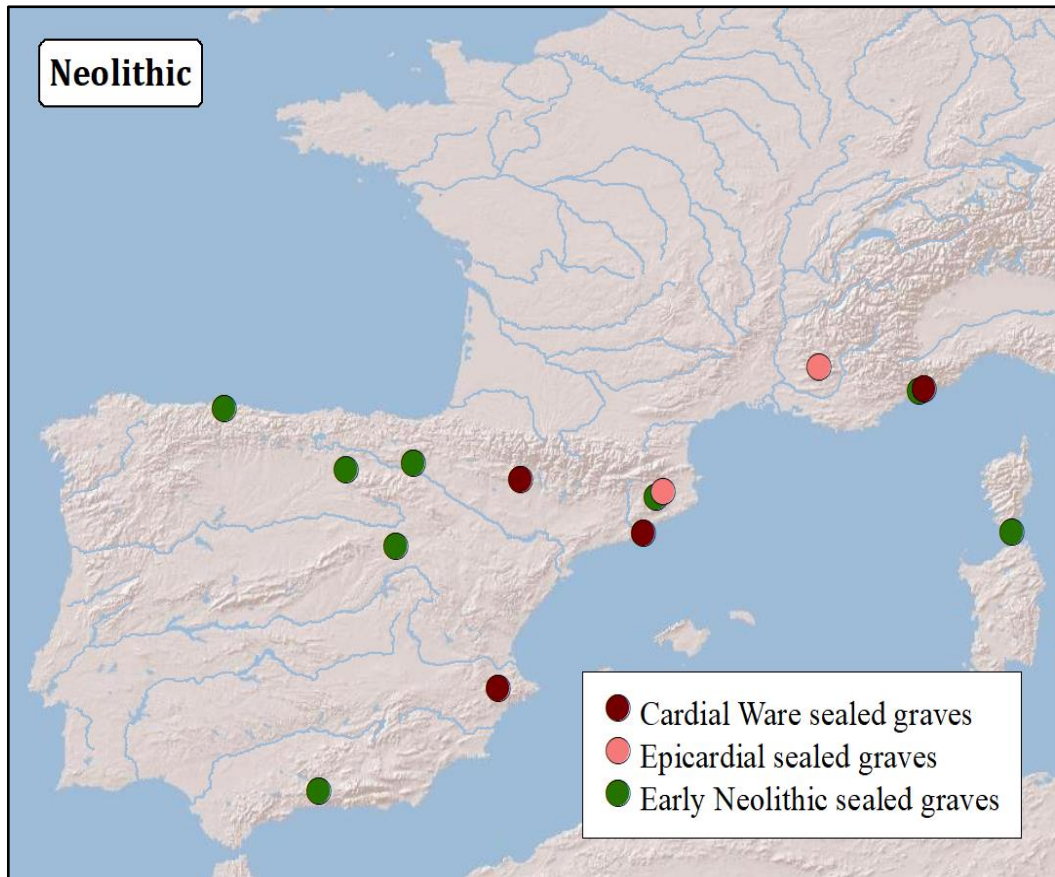 Neolithic
Cardial Ware sealed graves
Epicardial sealed graves
Early Neolithic sealed graves